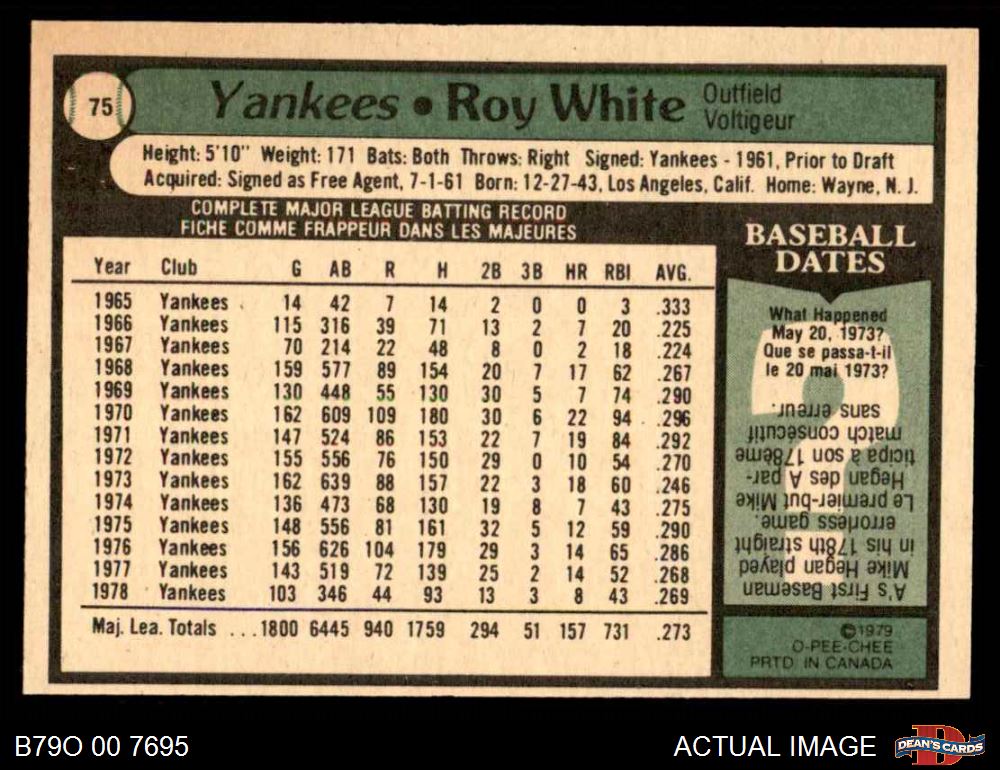 75
Yankees • Roy White Outfield
Voltigeur
Height: 5'10" Weight: 171 Bats: Both Throws: Right Signed: Yankees - 1961, Prior to Draft
Acquired: Signed as Free Agent, 7-1-61 Born: 12-27-43, Los Angeles, Calif. Home: Wayne, N. J.
COMPLETE MAJOR LEAGUE BATTING RECORD
FICHE COMME FRAPPEUR DANS LES MAJEURES
Year Club G AB R H 2B 3B HR RBI AVG.
1965 Yankees 14 42 7 14 2 0 0 3 .333
1966 Yankees 115 316 39 71 13 2 7 20 .225
1967 Yankees 70 214 22 48 8 0 2 18 .224
1968 Yankees 159 577 89 154 20 7 17 62 .267
1969 Yankees 130 448 55 130 30 5 7 74 .290
1970 Yankees 162 609 109 180 30 6 22 94 .296
1971 Yankees 147 524 86 153 22 7 19 84 .292
1972 Yankees 155 556 76 150 29 0 10 54 .270
1973 Yankees 162 639 88 157 22 3 18 60 .246
1974 Yankees 136 473 68 130 19 8 7 43 .275
1975 Yankees 148 556 81 161 32 5 12 59 .290
1976 Yankees 156 626 104 179 29 3 14 65 .286
1977 Yankees 143 519 72 139 25 2 14 52 .268
1978 Yankees 103 346 44 93 13 3 8 43 .269
Maj. Lea. Totals ...1800 6445 940 1759 294 51 157 731 .273
BASEBALL
DATES
What Happened
May 20, 1973?
Que se passa-t-il
le 20 mai 1973?
A's First Baseman
Mike Hegan played
in his 178th straight
errorless game.
Le premier-but Mike
Hegan des A par-
ticipa à son 178ème
match consécutif
sans erreur.
©1979
O-PEE-CHEE
PRTD. IN CANADA
B79O 00 7695
ACTUAL IMAGE
D
DEAN'S CARDS